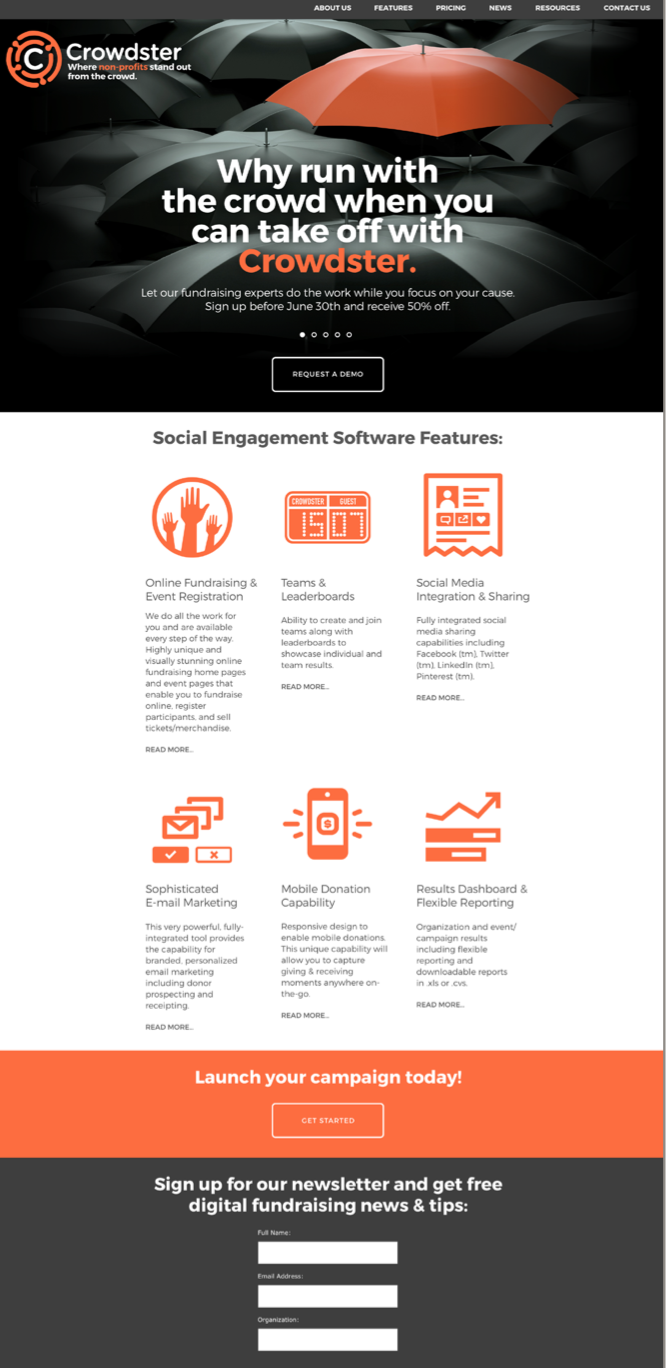 ABOUT US FEATURES PRICING NEWS RESOURCES CONTACT US
C Crowdster
Where non-profits stand out
from the crowd.
Why run with
the crowd when you
can take off with
Crowdster.
Let our fundraising experts do the work while you focus on your cause.
Sign up before June 30th and receive 50% off.
REQUEST A DEMO
Social Engagement Software Features:
Online Fundraising &
Event Registration
We do all the work for
you and are available
every step of the way.
Highly unique and
visually stunning online
fundraising home pages
and event pages that
enable you to fundraise
online, register
participants, and sell
tickets/merchandise.
READ MORE...
CROWDSTER GUEST
15 07
Teams &
Leaderboards
Ability to create and join
teams along with
leaderboards to
showcase individual and
team results.
READ MORE...
Social Media
Integration & Sharing
Fully integrated social
media sharing
capabilities including
Facebook (tm), Twitter
(tm), LinkedIn (tm),
Pinterest (tm).
READ MORE...
Sophisticated
E-mail Marketing
This very powerful, fully-
integrated tool provides
the capability for
branded, personalized
email marketing
including donor
prospecting and
receipting.
READ MORE...
$
Mobile Donation
Capability
Responsive design to
enable mobile donations.
This unique capability will
allow you to capture
giving & receiving
moments anywhere on-
the-go.
READ MORE...
Results Dashboard &
Flexible Reporting
Organization and event/
campaign results
including flexible
reporting and
downloadable reports
in .xls or .cvs.
READ MORE...
Launch your campaign today!
GET STARTED
Sign up for our newsletter and get free
digital fundraising news & tips:
Full Name:
Email Address:
Organization: